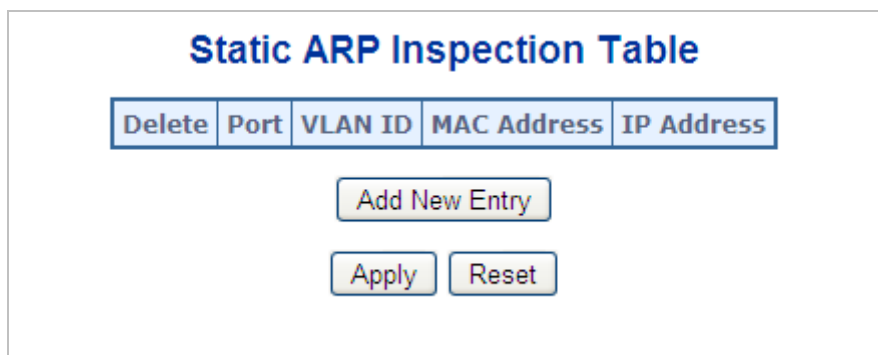 Static ARP Inspection Table
Delete Port VLAN ID MAC Address IP Address
Add New Entry
Apply Reset